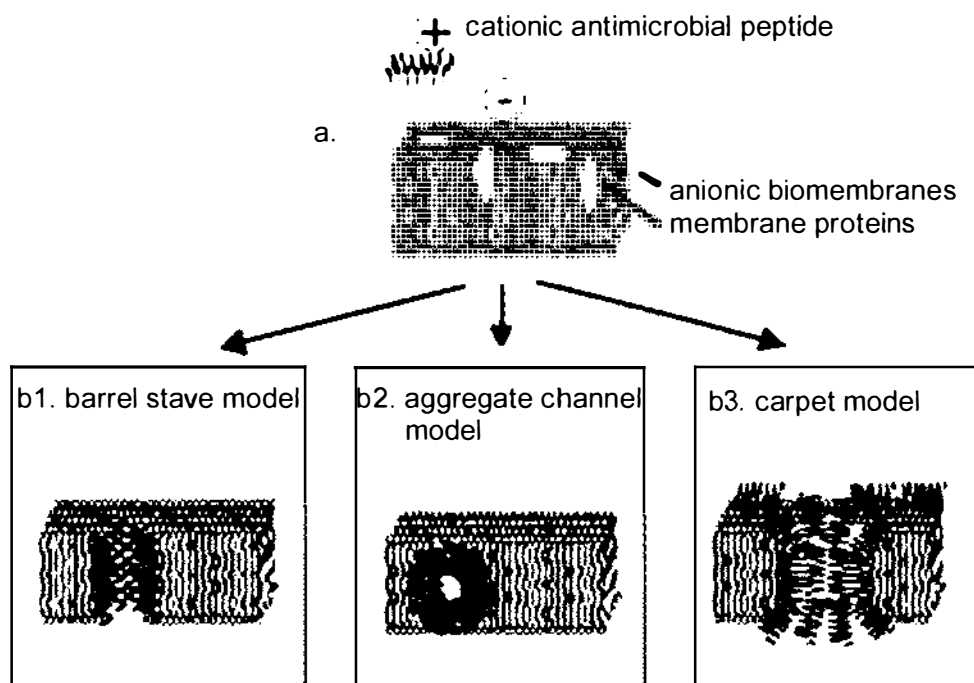 + cationic antimicrobial peptide
-
a.
anionic biomembranes
membrane proteins
b1. barrel stave model
b2. aggregate channel
model
b3. carpet model